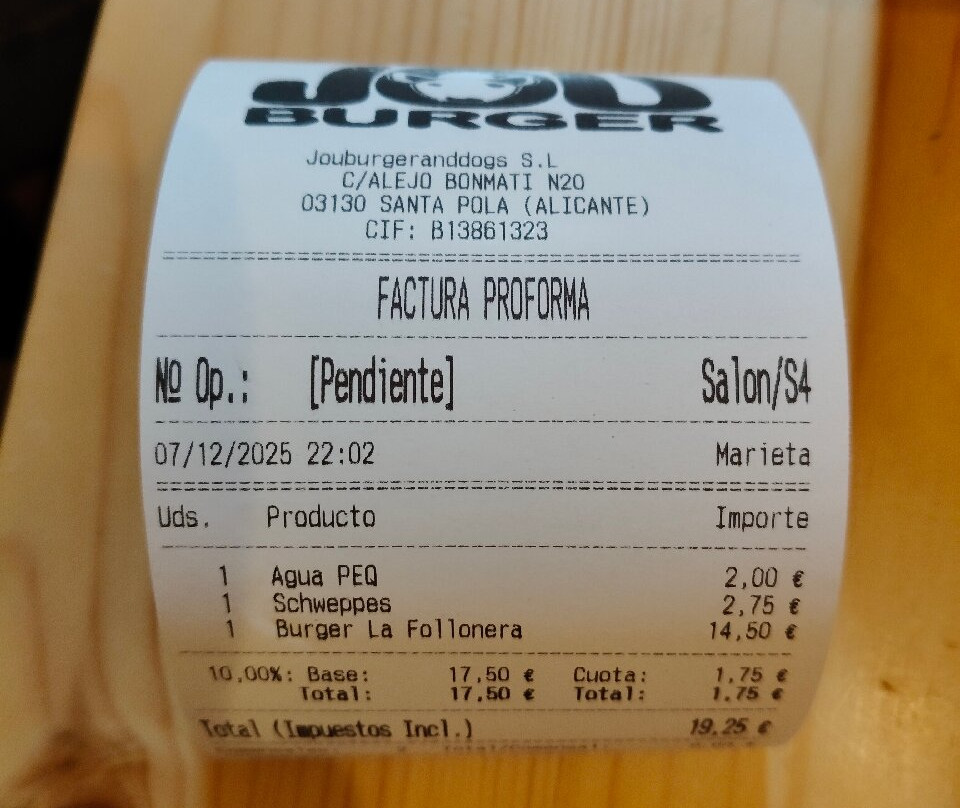 JOU
BURGER
Jouburgeranddogs S.L
C/ALEJO BONMATI N20
03130 SANTA POLA (ALICANTE)
CIF: B13861323
FACTURA PROFORMA
Nº Op.: [Pendiente] Salon/S4
07/12/2025 22:02 Marieta
Uds. Producto Importe
1 Agua PEQ 2,00 €
1 Schweppes 2,75 €
1 Burger La Follonera 14,50 €
10,00%: Base: 17,50 € Cuota: 1,75 €
Total: 17,50 € Total: 1,75 €
Total (Impuestos Incl.) 19,25 €